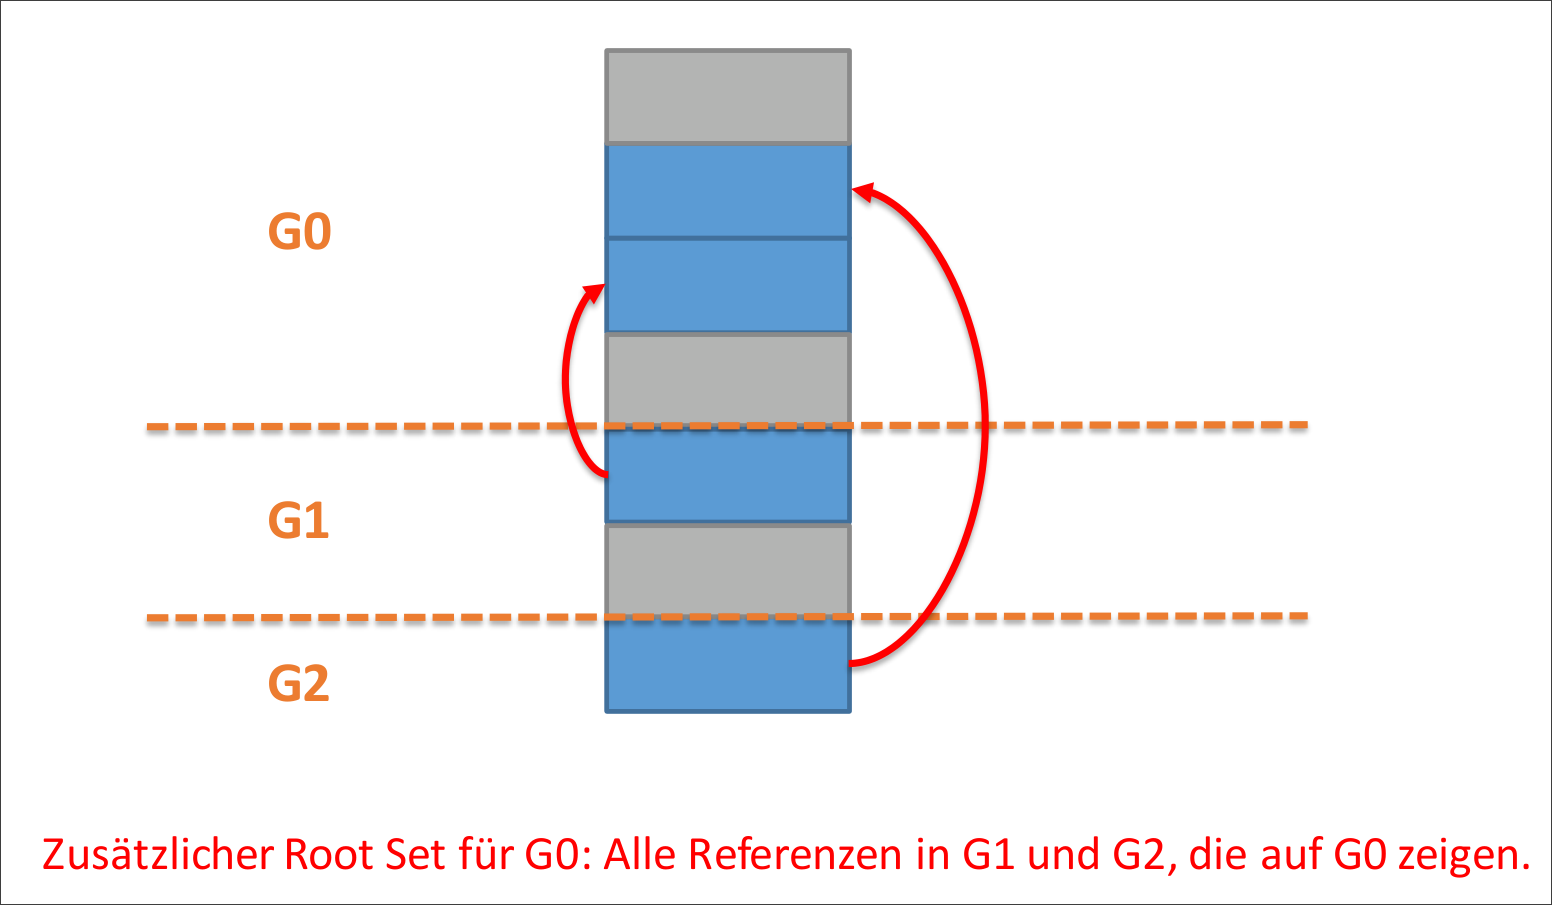 G0
G1
G2
Zusätzlicher Root Set für G0: Alle Referenzen in G1 und G2, die auf G0 zeigen.